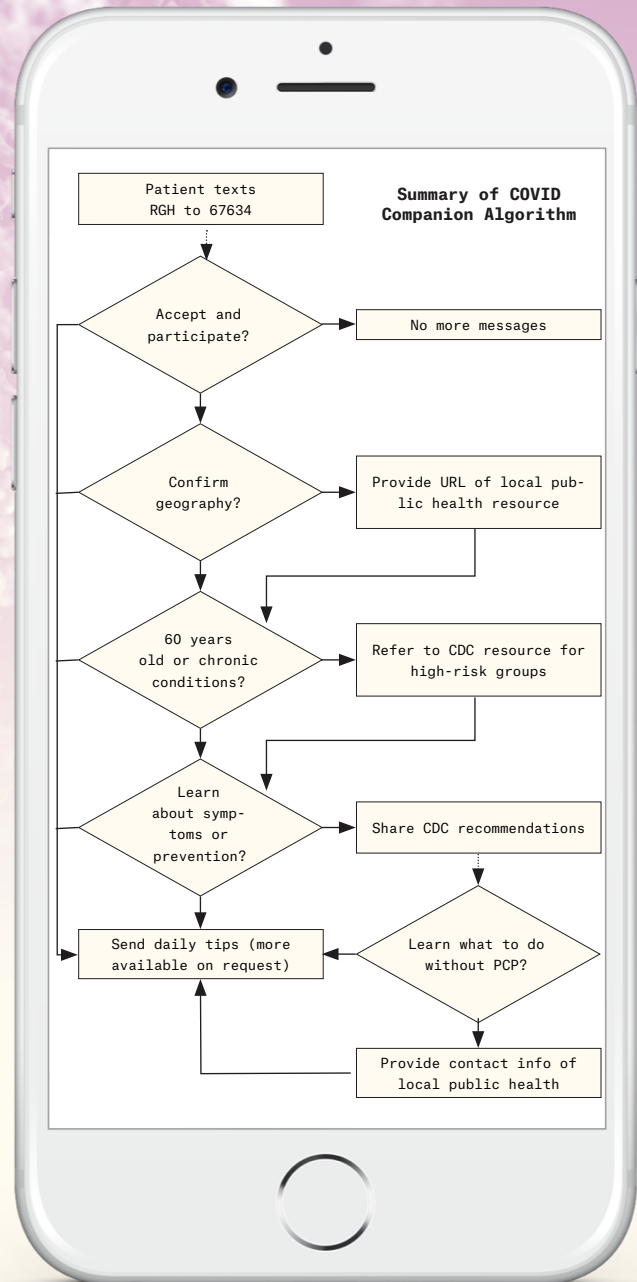 Patient texts
RGH to 67634
Summary of COVID
Companion Algorithm
Accept and
participate?
No more messages
Confirm
geography?
Provide URL of local pub-
lic health resource
60 years
old or chronic
conditions?
Refer to CDC resource for
high-risk groups
Learn
about symp-
toms or
prevention?
Share CDC recommendations
Send daily tips (more
available on request)
Learn what to do
without PCP?
Provide contact info of
local public health